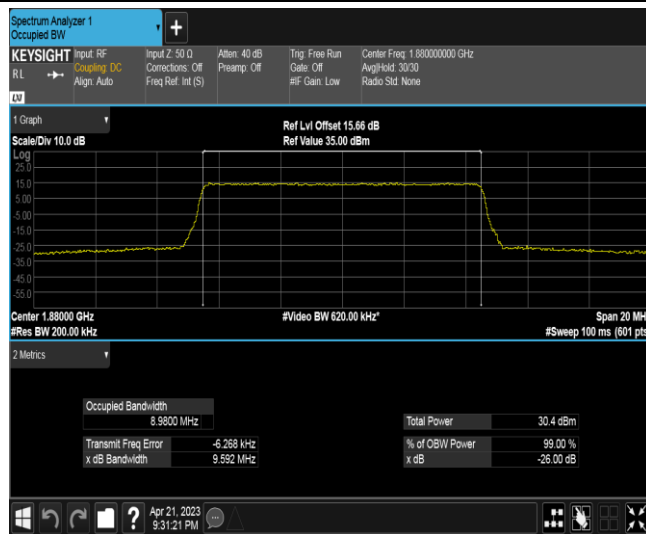 Spectrum Analyzer 1
Occupied BW
+
KEYSIGHT
RL
LXI
Input: RF
Coupling: DC
Align: Auto
Input Z: 50 Ω
Corrections: Off
Freq Ref: Int (S)
Atten: 40 dB
Preamp: Off
Trig: Free Run
Gate: Off
#IF Gain: Low
Center Freq: 1.880000000 GHz
Avg|Hold: 30/30
Radio Std: None
1 Graph
Scale/Div 10.0 dB
Ref Lvl Offset 15.66 dB
Ref Value 35.00 dBm
Log
25.0
15.0
5.00
-5.00
-15.0
-25.0
-35.0
-45.0
-55.0
Center 1.88000 GHz
#Res BW 200.00 kHz
#Video BW 620.00 kHz*
Span 20 MH
#Sweep 100 ms (601 pts
2 Metrics
Occupied Bandwidth
8.9800 MHz
Transmit Freq Error -6.268 kHz
x dB Bandwidth 9.592 MHz
Total Power 30.4 dBm
% of OBW Power 99.00 %
x dB -26.00 dB
?
Apr 21, 2023
9:31:21 PM